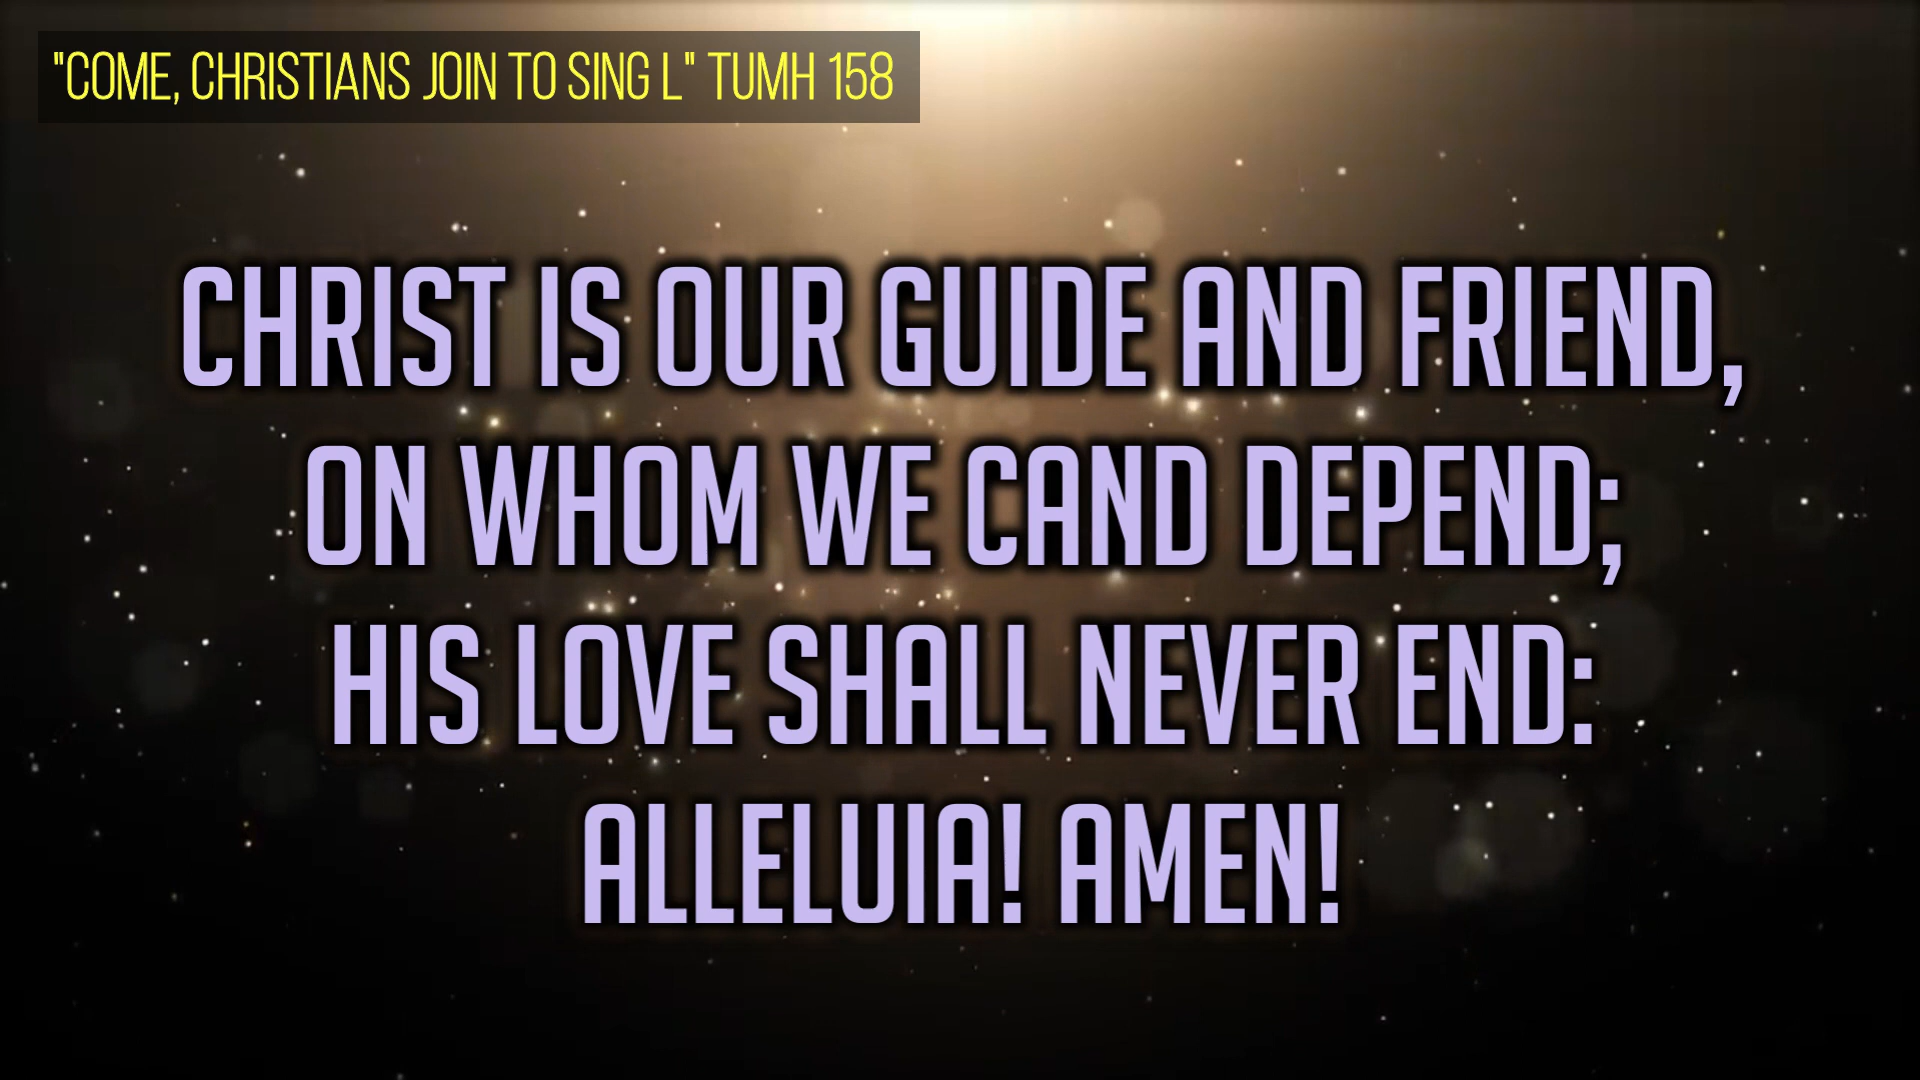 "COME, CHRISTIANS JOIN TO SING L" TUMH 158
CHRIST IS OUR GUIDE AND FRIEND,
ON WHOM WE CAND DEPEND;
HIS LOVE SHALL NEVER END:
ALLELUIA! AMEN!